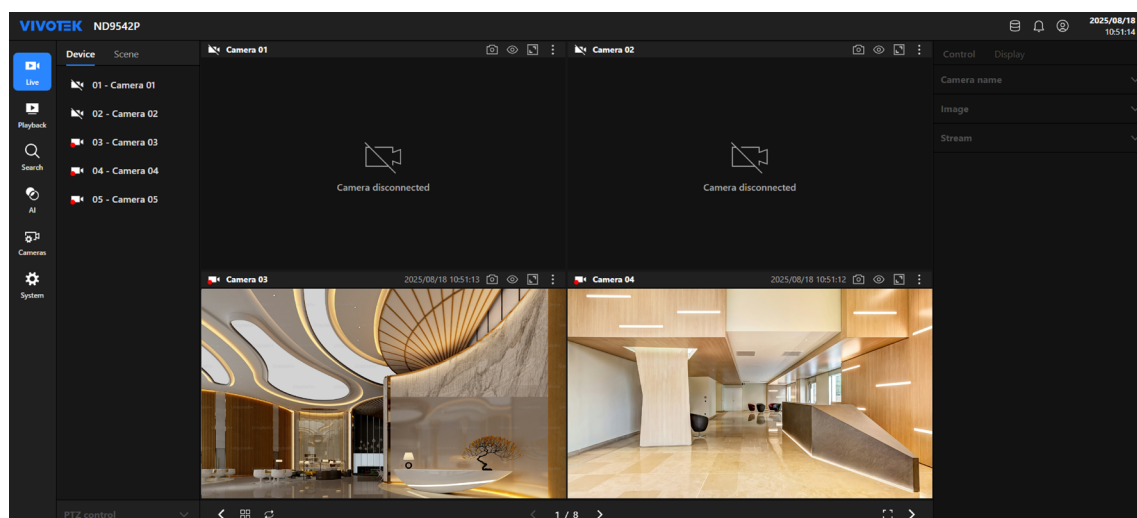 VIVOTEK ND9542P
2025/08/18
10:51:14
Live
Playback
Search
AI
Cameras
System
Device Scene
01 - Camera 01
02 - Camera 02
03 - Camera 03
04 - Camera 04
05 - Camera 05
PTZ control
Camera 01
Camera disconnected
Camera 02
Camera disconnected
Camera 03 2025/08/18 10:51:13
Camera 04 2025/08/18 10:51:12
1 / 8
Control Display
Camera name
Image
Stream